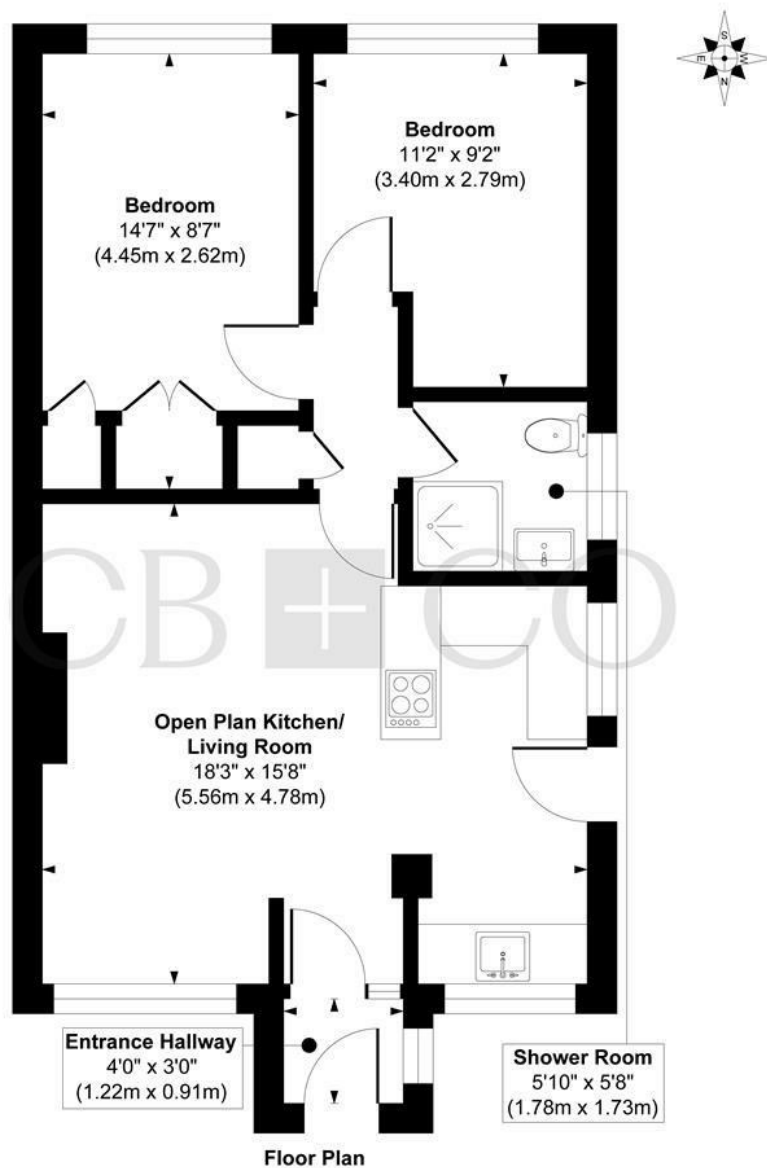 S
E
W
N
Bedroom
11'2" x 9'2"
(3.40m x 2.79m)
Bedroom
14'7" x 8'7"
(4.45m x 2.62m)
CB + CO
Open Plan Kitchen/
Living Room
18'3" x 15'8"
(5.56m x 4.78m)
Entrance Hallway
4'0" x 3'0"
(1.22m x 0.91m)
Shower Room
5'10" x 5'8"
(1.78m x 1.73m)
Floor Plan